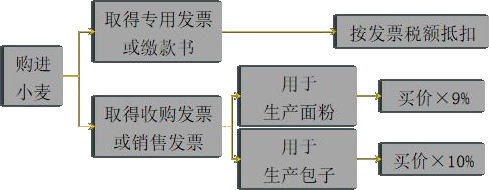 购进
小麦
取得专用发票
或缴款书
按发票税额抵扣
取得收购发票
或销售发票
用于
生产面粉
买价×9%
用于
生产包子
买价×10%